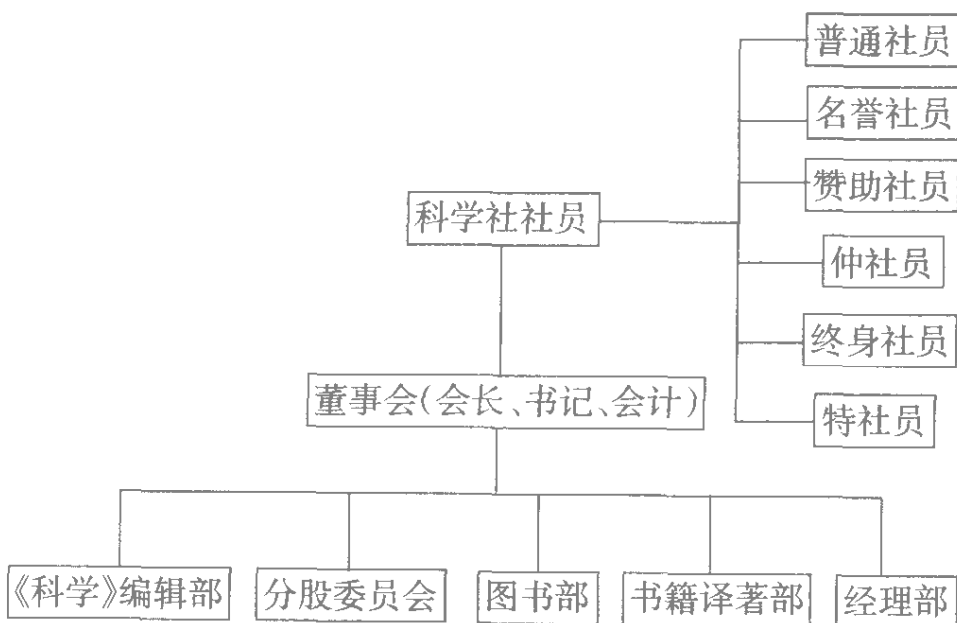 普通社员
名誉社员
赞助社员
科学社社员
仲社员
终身社员
董事会(会长、书记、会计)
特社员
《科学》编辑部
分股委员会
图书部
书籍译著部
经理部